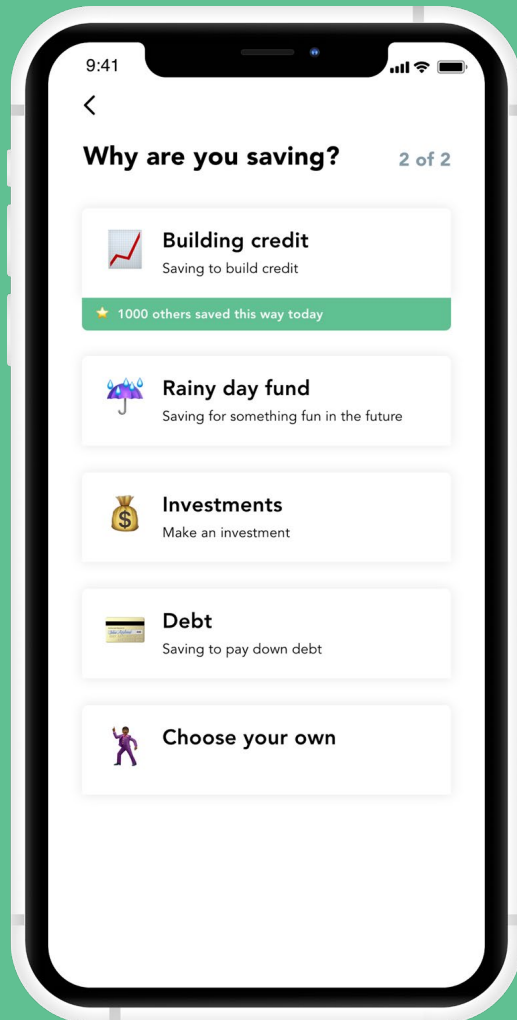 9:41
Why are you saving?
2 of 2
Building credit
Saving to build credit
1000 others saved this way today
Rainy day fund
Saving for something fun in the future
Investments
Make an investment
Debt
Saving to pay down debt
Choose your own